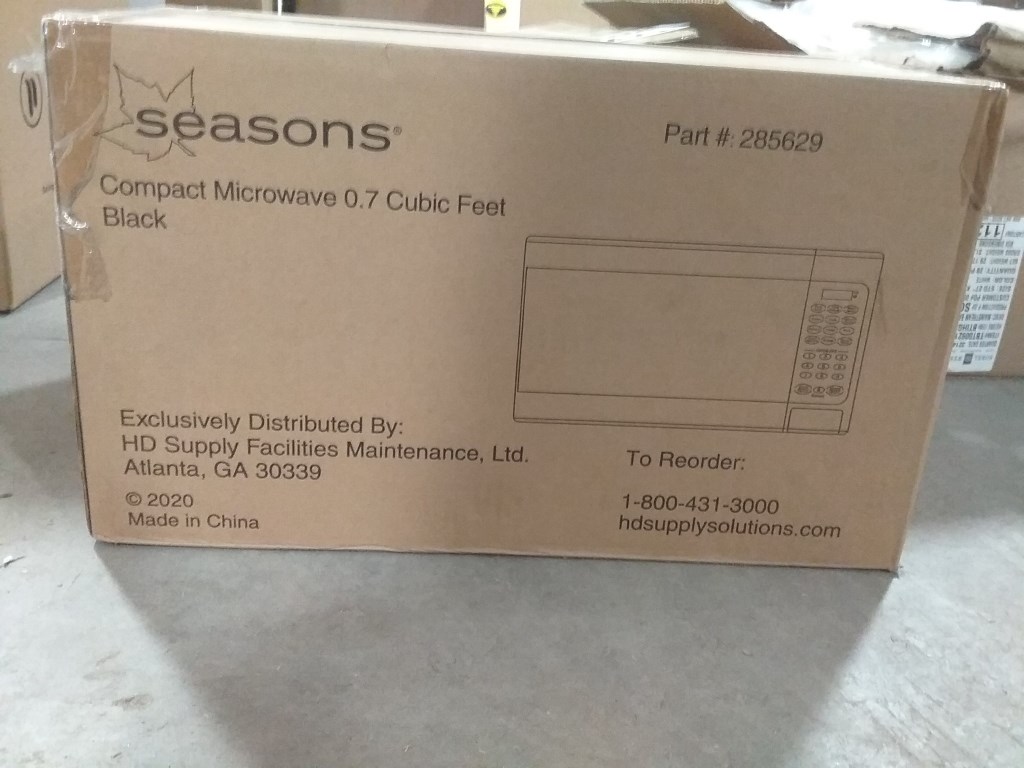 seasons®
Part #: 285629
Compact Microwave 0.7 Cubic Feet
Black
Exclusively Distributed By:
HD Supply Facilities Maintenance, Ltd.
Atlanta, GA 30339
© 2020
Made in China
To Reorder:
1-800-431-3000
hdsupplysolutions.com